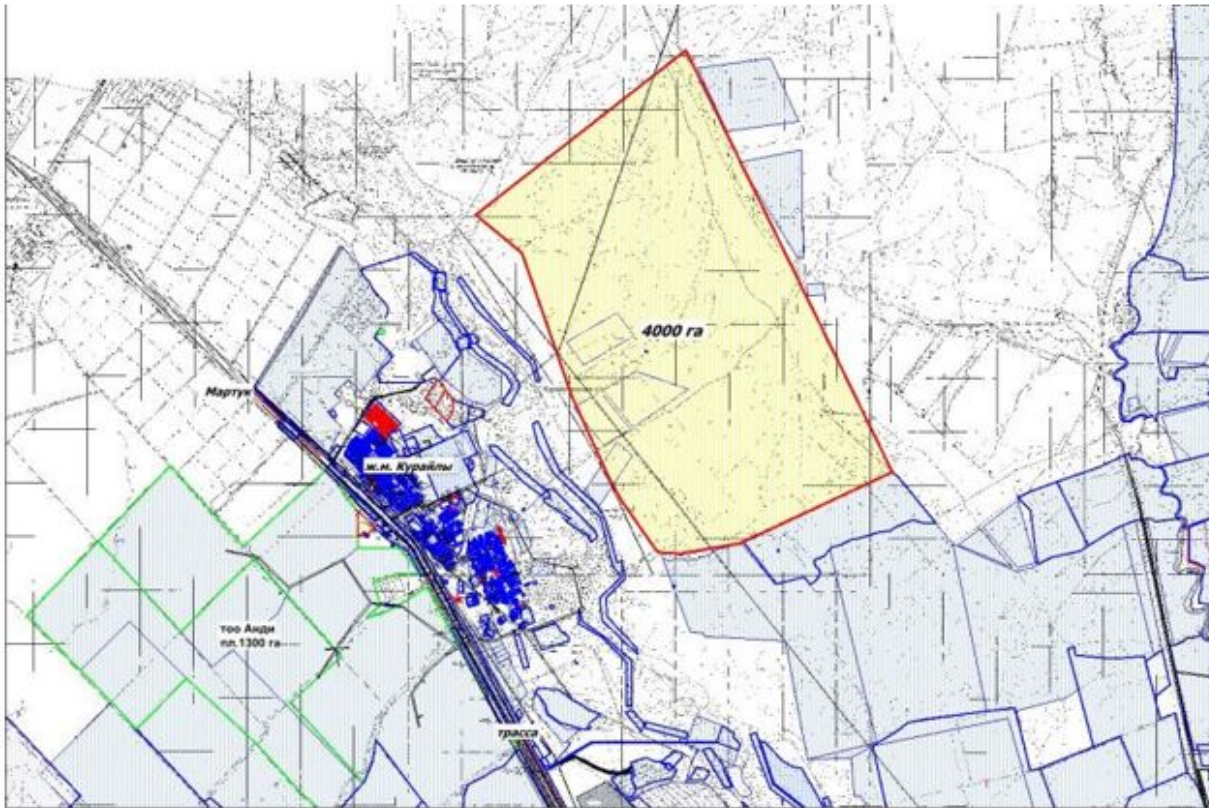 4000 га
Мартук
ж.м. Курайлы
тоо Анди
пл.1300 га
трасса